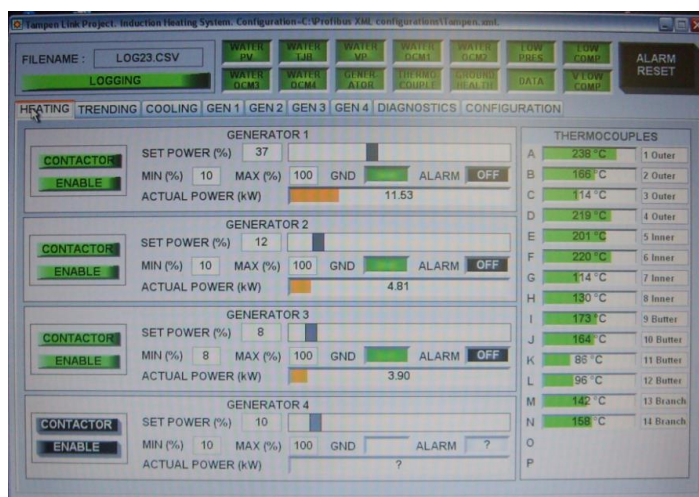 Tampen Link Project. Induction Heating System. Configuration-C:\Profibus XML configurations\Tampen.xml.
FILENAME : LOG23.CSV
LOGGING
WATER PV WATER TJB WATER VP WATER OCM1 WATER OCM2 LOW PRES LOW COMP
WATER OCM3 WATER OCM4 GENER-ATOR THERMO COUPLE GROUND HEALTH DATA V LOW COMP
ALARM RESET
HEATING TRENDING COOLING GEN 1 GEN 2 GEN 3 GEN 4 DIAGNOSTICS CONFIGURATION
GENERATOR 1
CONTACTOR
ENABLE
SET POWER (%) 37
MIN (%) 10 MAX (%) 100 GND ALARM OFF
ACTUAL POWER (kW) 11.53
GENERATOR 2
CONTACTOR
ENABLE
SET POWER (%) 12
MIN (%) 10 MAX (%) 100 GND ALARM OFF
ACTUAL POWER (kW) 4.81
GENERATOR 3
CONTACTOR
ENABLE
SET POWER (%) 8
MIN (%) 8 MAX (%) 100 GND ALARM OFF
ACTUAL POWER (kW) 3.90
GENERATOR 4
CONTACTOR
ENABLE
SET POWER (%) 10
MIN (%) 10 MAX (%) 100 GND ALARM ?
ACTUAL POWER (kW) ?
THERMOCOUPLES
A 238 °C 1 Outer
B 166 °C 2 Outer
C 114 °C 3 Outer
D 219 °C 4 Outer
E 201 °C 5 Inner
F 220 °C 6 Inner
G 114 °C 7 Inner
H 130 °C 8 Inner
I 173 °C 9 Butter
J 164 °C 10 Butter
K 86 °C 11 Butter
L 96 °C 12 Butter
M 142 °C 13 Branch
N 158 °C 14 Branch
O
P